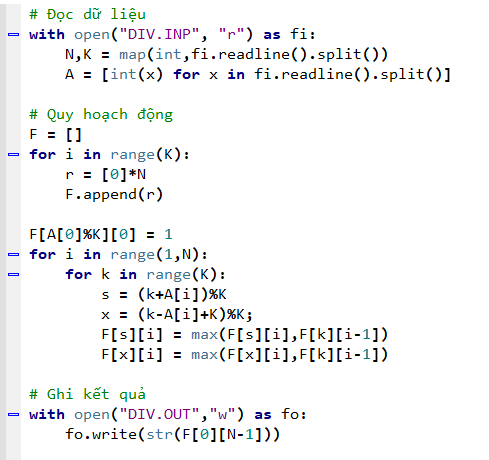 # Đọc dữ liệu
with open("DIV.INP", "r") as fi:
    N,K = map(int,fi.readline().split())
    A = [int(x) for x in fi.readline().split()]

# Quy hoạch động
F = []
for i in range(K):
    r = [0]*N
    F.append(r)

F[A[0]%K][0] = 1
for i in range(1,N):
    for k in range(K):
        s = (k+A[i])%K
        x = (k-A[i]+K)%K;
        F[s][i] = max(F[s][i],F[k][i-1])
        F[x][i] = max(F[x][i],F[k][i-1])

# Ghi kết quả
with open("DIV.OUT","w") as fo:
    fo.write(str(F[0][N-1]))